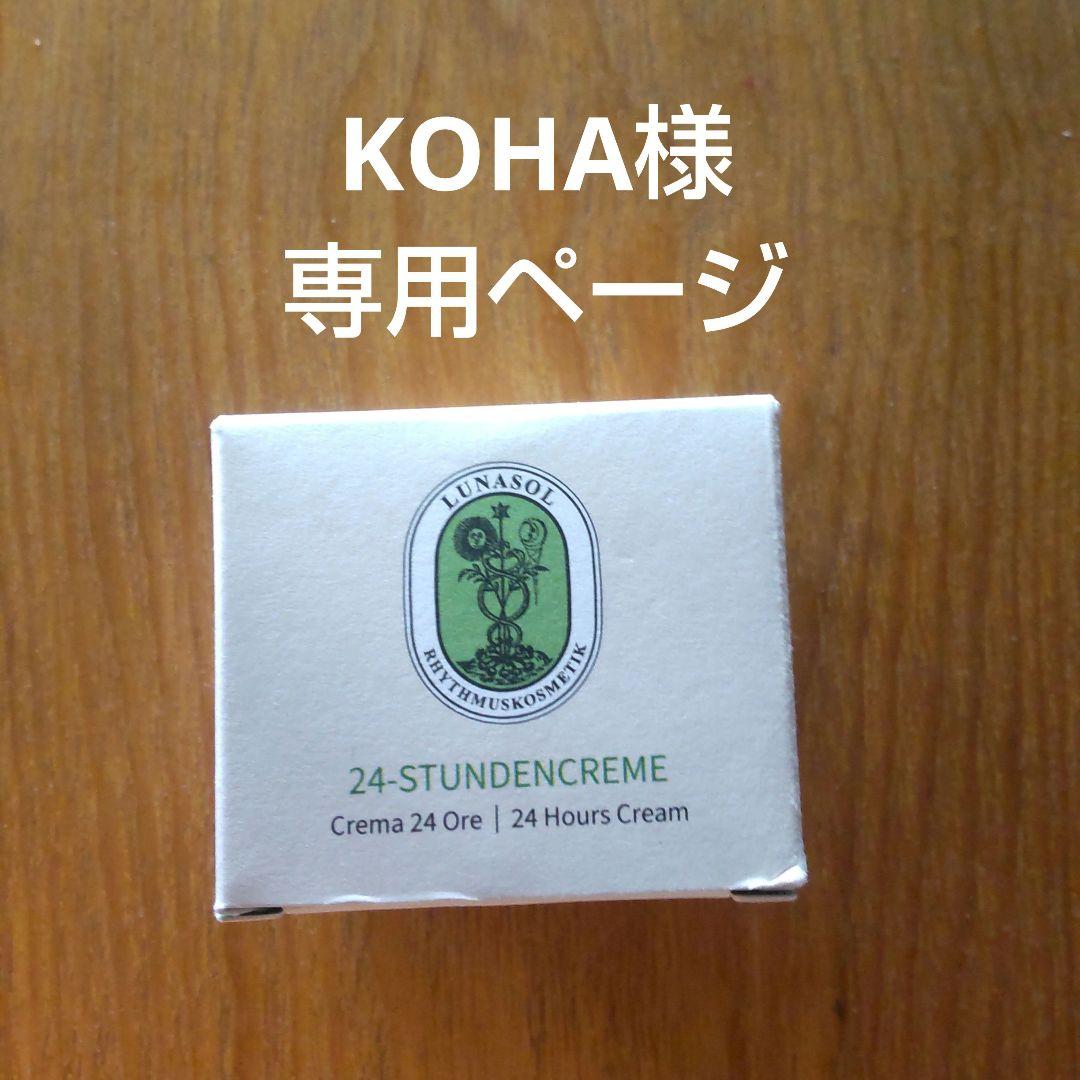 KOHA様
専用ページ
LUNASOL
RHYTHMUSKOSMETIK
24-STUNDENCREME
Crema 24 Ore | 24 Hours Cream